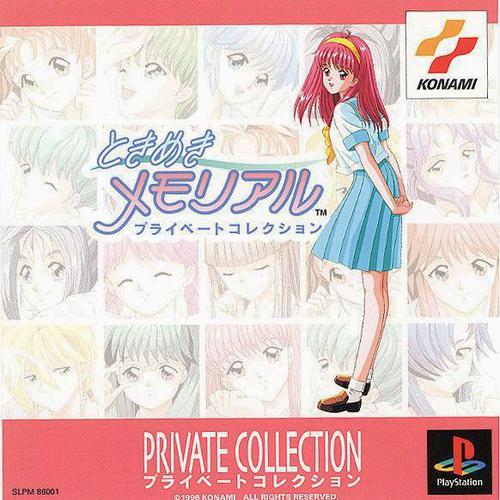 KONAMI
ときめき
メモリアル™
プライベートコレクション
PRIVATE COLLECTION
プライベートコレクション
SLPM 86001
©1996 KONAMI ALL RIGHTS RESERVED
PlayStation